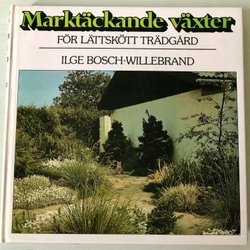 Marktäckande växter
FÖR LÄTTSKÖTT TRÄDGÅRD
ILGE BOSCH-WILLEBRAND